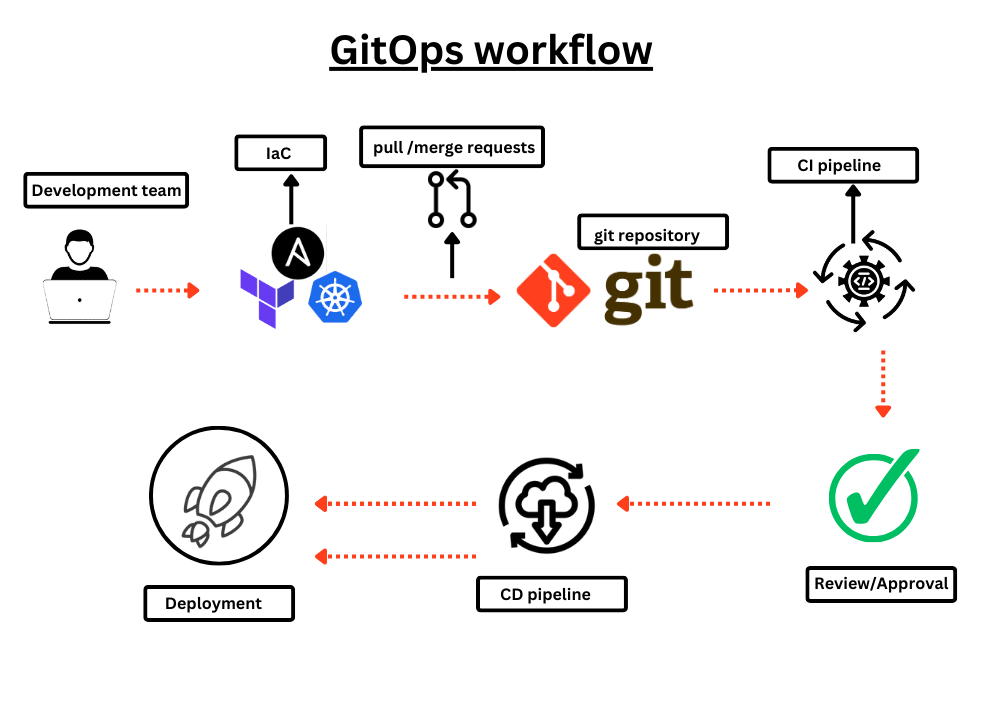 GitOps workflow
Development team
IaC
pull /merge requests
git repository
CI pipeline
git
</>
Review/Approval
CD pipeline
Deployment